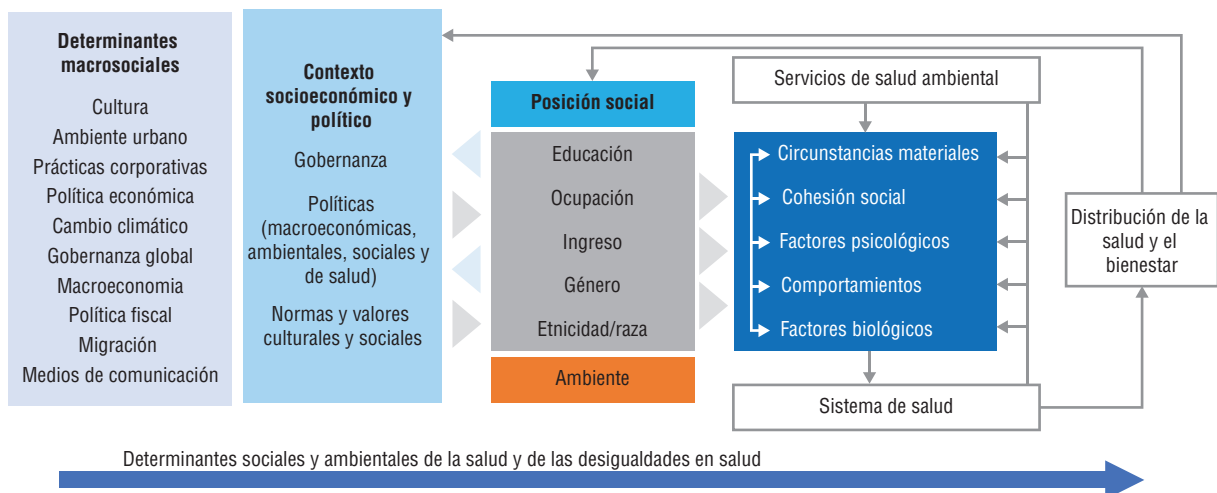 Determinantes
macrosociales
Cultura
Ambiente urbano
Prácticas corporativas
Política económica
Cambio climático
Gobernanza global
Macroeconomia
Política fiscal
Migración
Medios de comunicación
Contexto
socioeconómico y
político
Gobernanza
Políticas
(macroeconómicas,
ambientales, sociales y
de salud)
Normas y valores
culturales y sociales
Posición social
Educación
Ocupación
Ingreso
Género
Etnicidad/raza
Ambiente
Servicios de salud ambiental
Circunstancias materiales
Cohesión social
Factores psicológicos
Comportamientos
Factores biológicos
Sistema de salud
Distribución de la
salud y el
bienestar
Determinantes sociales y ambientales de la salud y de las desigualdades en salud